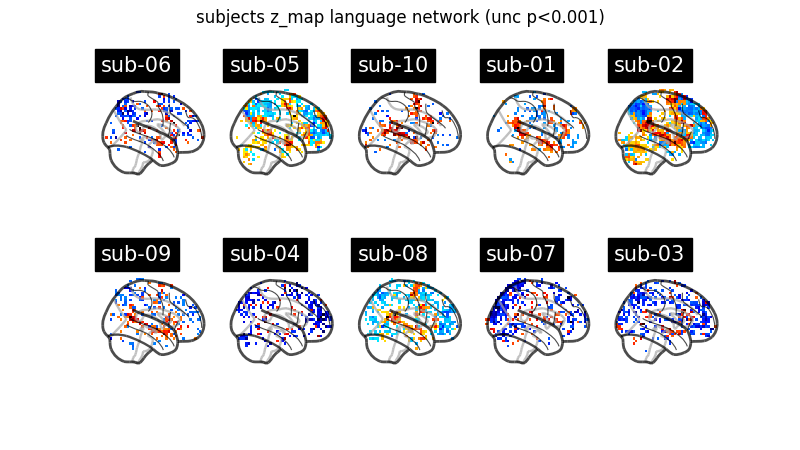 subjects z_map language network (unc p<0.001)
sub-06 sub-05 sub-10 sub-01 sub-02
sub-09 sub-04 sub-08 sub-07 sub-03